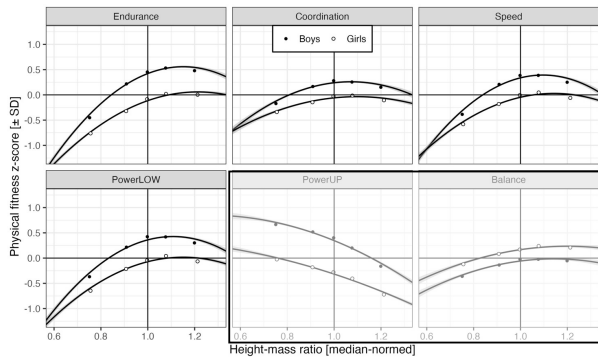 Endurance
Coordination
Speed
Boys Girls
1.0
0.5
0.0
-0.5
-1.0
PowerLOW
PowerUP
Balance
1.0
0.5
0.0
-0.5
-1.0
0.6 0.8 1.0 1.2
0.6 0.8 1.0 1.2
0.6 0.8 1.0 1.2
Physical fitness z-score [± SD]
Height-mass ratio [median-normed]